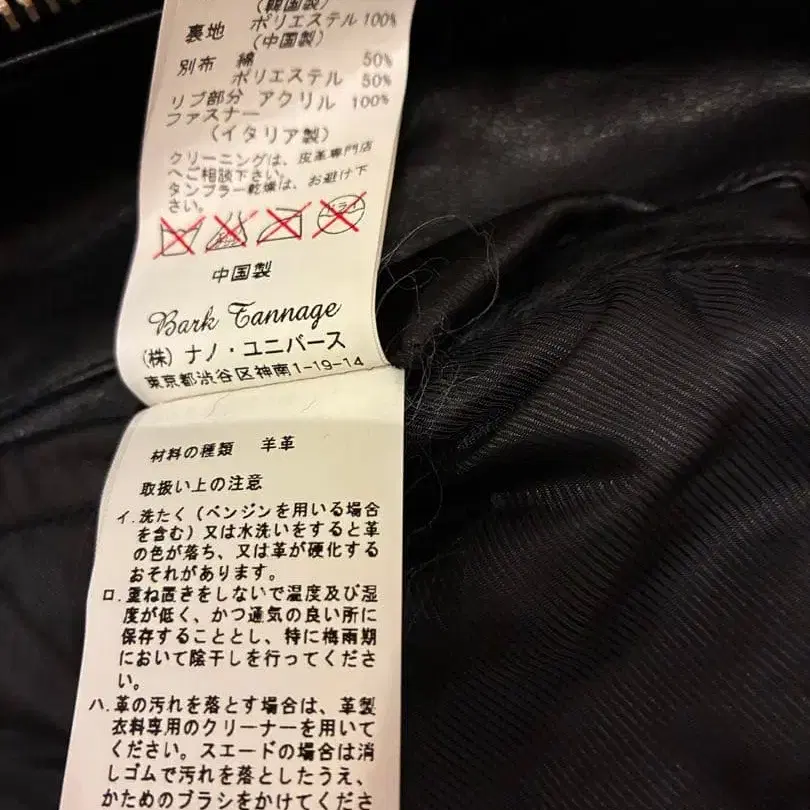 (韓国製)
裏地 ポリエステル 100%
(中国製)
別布 綿 50%
ポリエステル 50%
リブ部分 アクリル 100%
ファスナー
(イタリア製)
クリーニングは、皮革専門店
へご相談下さい。
タンブラー乾燥は、お避け下
さい。
中国製
Bark Tannage
(株) ナノ・ユニバース
東京都渋谷区神南1-19-14
材料の種類 羊革
取扱い上の注意
イ.洗たく(ベンジンを用いる場合
を含む)又は水洗いをすると革
の色が落ち、又は革が硬化する
おそれがあります。
ロ.重ね置きをしないで温度及び湿
度が低く、かつ通気の良い所に
保存することとし、特に梅雨期
において陰干しを行ってくださ
い。
ハ.革の汚れを落とす場合は、革製
衣料専用のクリーナーを用いて
ください。スエードの場合は消
しゴムで汚れを落としたうえ、
かためのブラシをかけてくださ